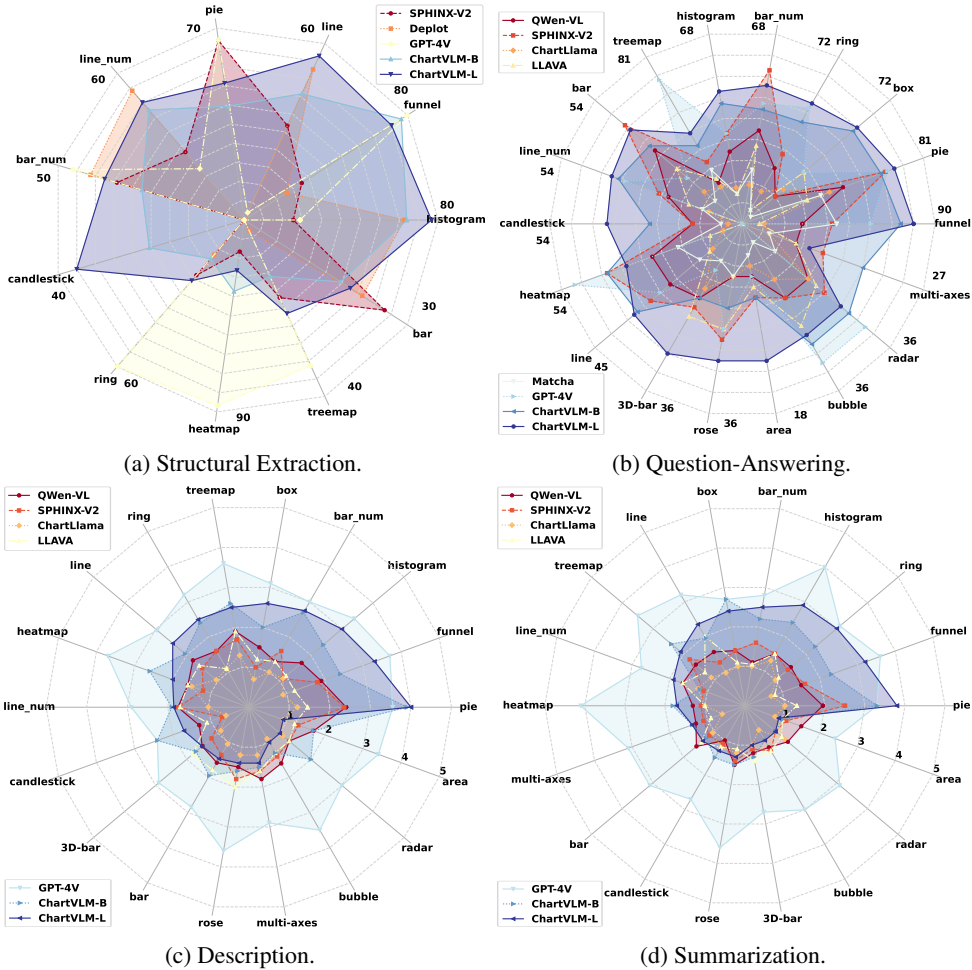 pie
70
line
60
SPHINX-V2
Deplot
GPT-4V
ChartVLM-B
ChartVLM-L
line_num
60
80
funnel
bar_num
50
80
histogram
candlestick
40
30
bar
ring
60
90
heatmap
40
treemap
(a) Structural Extraction.
QWen-VL
SPHINX-V2
ChartLlama
LLAVA
histogram
68
bar_num
68
ring
72
treemap
81
box
72
bar
54
pie
81
line_num
54
90
funnel
candlestick
54
27
multi-axes
heatmap
54
36
radar
line
45
36
bubble
3D-bar
36
rose
36
area
18
Matcha
GPT-4V
ChartVLM-B
ChartVLM-L
(b) Question-Answering.
QWen-VL
SPHINX-V2
ChartLlama
LLAVA
treemap
box
ring
bar_num
line
histogram
heatmap
funnel
line_num
pie
1
2
3
4
5
candlestick
area
3D-bar
radar
bar
bubble
rose
multi-axes
GPT-4V
ChartVLM-B
ChartVLM-L
(c) Description.
QWen-VL
SPHINX-V2
ChartLlama
LLAVA
box
bar_num
line
histogram
treemap
ring
line_num
funnel
heatmap
pie
1
2
3
4
5
multi-axes
area
bar
radar
candlestick
bubble
rose
3D-bar
GPT-4V
ChartVLM-B
ChartVLM-L
(d) Summarization.